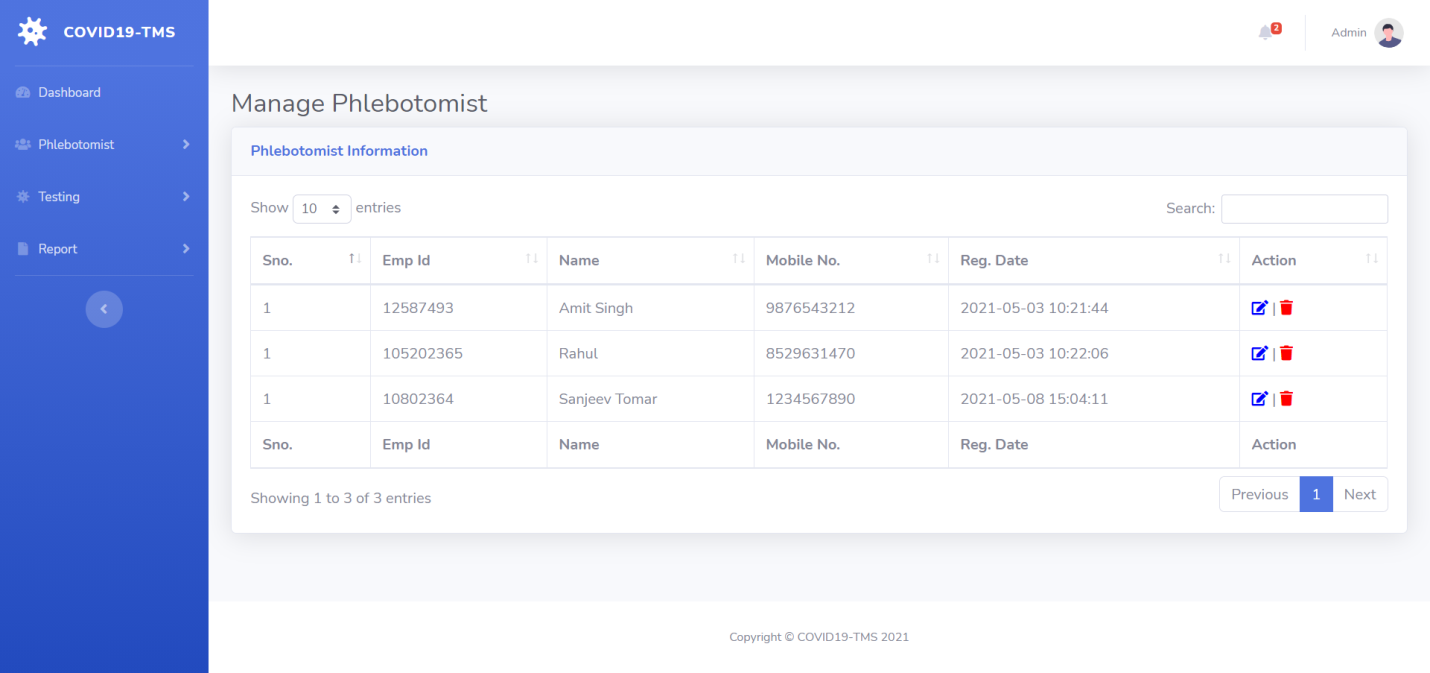 COVID19-TMS
2
Admin
Dashboard
Phlebotomist
Testing
Report
Manage Phlebotomist
Phlebotomist Information
Show 10 entries Search:
Sno. Emp Id Name Mobile No. Reg. Date Action
1 12587493 Amit Singh 9876543212 2021-05-03 10:21:44 |
1 105202365 Rahul 8529631470 2021-05-03 10:22:06 |
1 10802364 Sanjeev Tomar 1234567890 2021-05-08 15:04:11 |
Sno. Emp Id Name Mobile No. Reg. Date Action
Showing 1 to 3 of 3 entries Previous 1 Next
Copyright © COVID19-TMS 2021